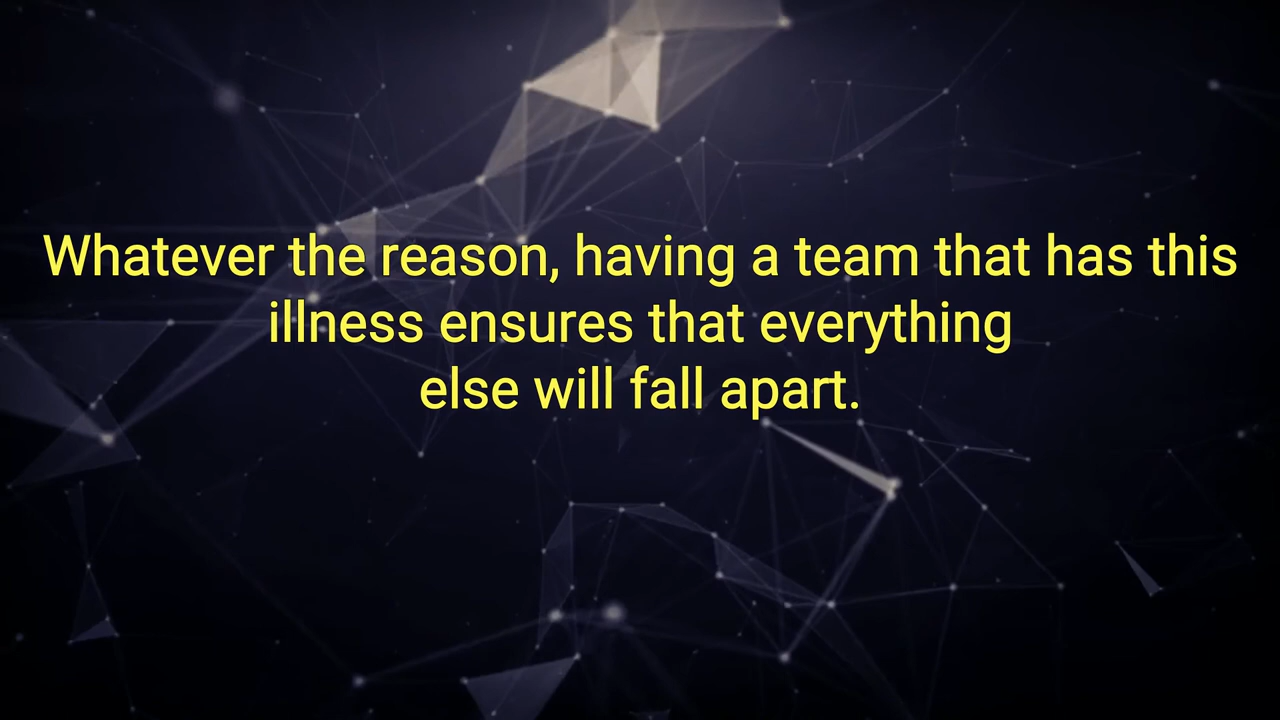 Whatever the reason, having a team that has this
illness ensures that everything
else will fall apart.